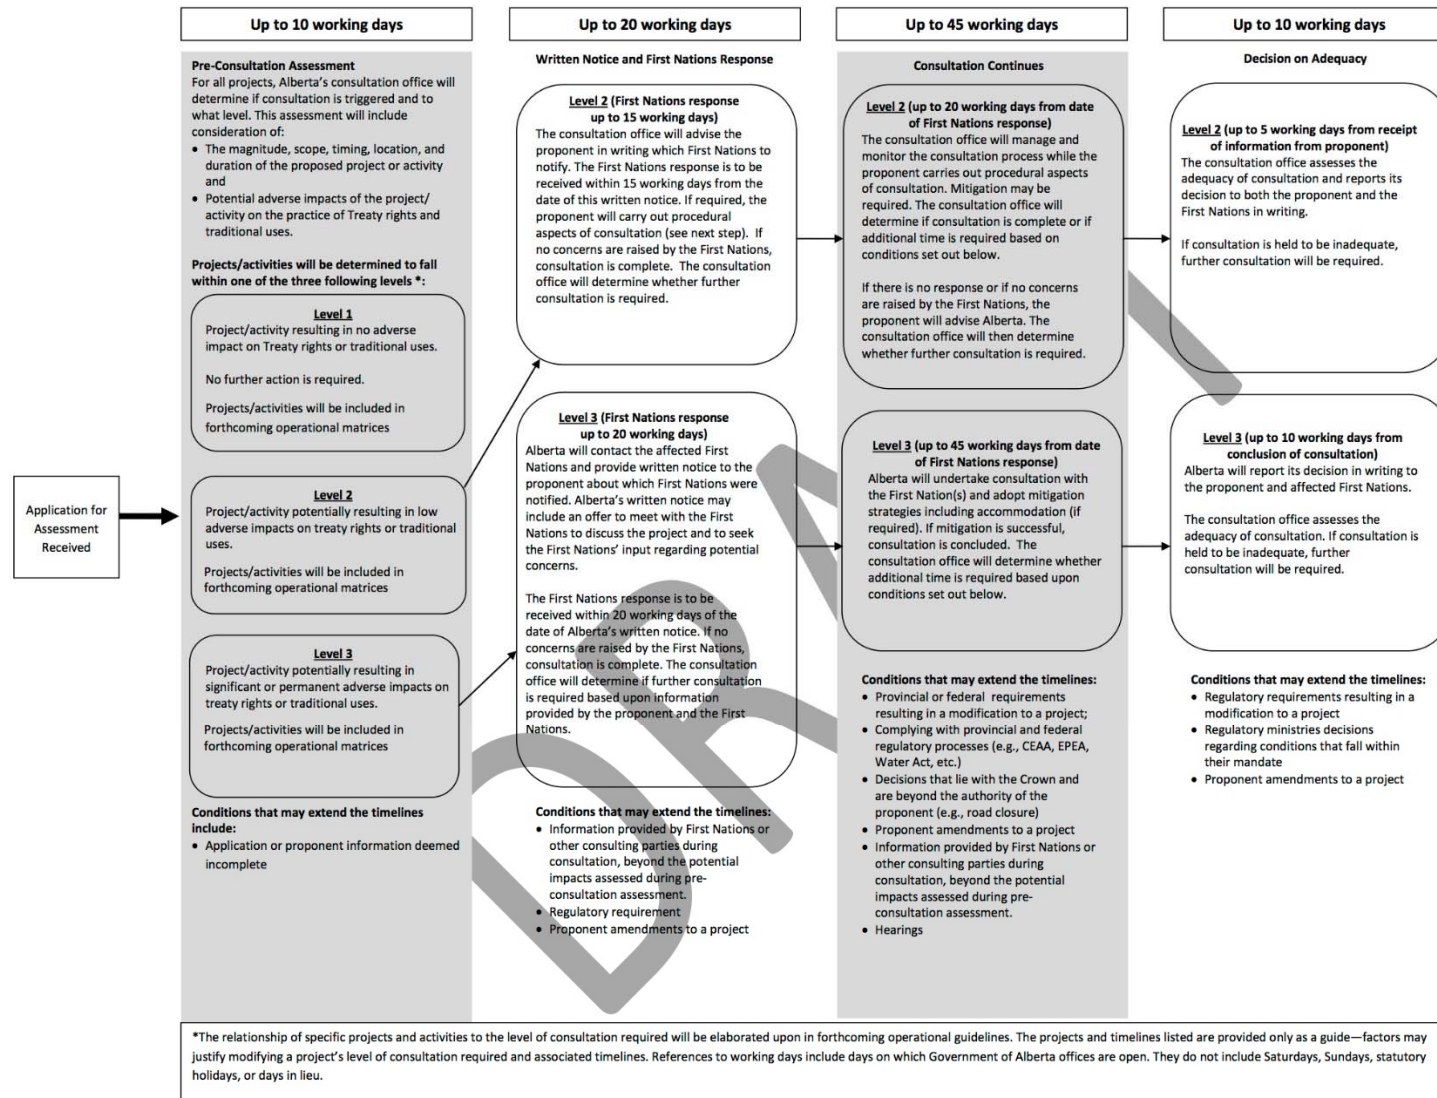 Up to 10 working days
Pre-Consultation Assessment
For all projects, Alberta's consultation office will
determine if consultation is triggered and to
what level. This assessment will include
consideration of:
• The magnitude, scope, timing, location, and
duration of the proposed project or activity
and
• Potential adverse impacts of the project/
activity on the practice of Treaty rights and
traditional uses.
Projects/activities will be determined to fall
within one of the three following levels *:
Level 1
Project/activity resulting in no adverse
impact on Treaty rights or traditional uses.
No further action is required.
Projects/activities will be included in
forthcoming operational matrices
Application for
Assessment
Received
Level 2
Project/activity potentially resulting in low
adverse impacts on treaty rights or traditional
uses.
Projects/activities will be included in
forthcoming operational matrices
Level 3
Project/activity potentially resulting in
significant or permanent adverse impacts on
treaty rights or traditional uses.
Projects/activities will be included in
forthcoming operational matrices
Conditions that may extend the timelines
include:
• Application or proponent information deemed
incomplete
Up to 20 working days
Written Notice and First Nations Response
Level 2 (First Nations response
up to 15 working days)
The consultation office will advise the
proponent in writing which First Nations to
notify. The First Nations response is to be
received within 15 working days from the
date of this written notice. If required, the
proponent will carry out procedural
aspects of consultation (see next step). If
no concerns are raised by the First Nations,
consultation is complete. The consultation
office will determine whether further
consultation is required.
Level 3 (First Nations response
up to 20 working days)
Alberta will contact the affected First
Nations and provide written notice to the
proponent about which First Nations were
notified. Alberta's written notice may
include an offer to meet with the First
Nations to discuss the project and to seek
the First Nations' input regarding potential
concerns.
The First Nations response is to be
received within 20 working days of the
date of Alberta's written notice. If no
concerns are raised by the First Nations,
consultation is complete. The consultation
office will determine if further consultation
is required based upon information
provided by the proponent and the First
Nations.
Conditions that may extend the timelines:
• Information provided by First Nations or
other consulting parties during
consultation, beyond the potential
impacts assessed during pre-
consultation assessment.
• Regulatory requirement
• Proponent amendments to a project
Up to 45 working days
Consultation Continues
Level 2 (up to 20 working days from date
of First Nations response)
The consultation office will manage and
monitor the consultation process while the
proponent carries out procedural aspects
of consultation. Mitigation may be
required. The consultation office will
determine if consultation is complete or if
additional time is required based on
conditions set out below.
If there is no response or if no concerns
are raised by the First Nations, the
proponent will advise Alberta. The
consultation office will then determine
whether further consultation is required.
Level 3 (up to 45 working days from date
of First Nations response)
Alberta will undertake consultation with
the First Nation(s) and adopt mitigation
strategies including accommodation (if
required). If mitigation is successful,
consultation is concluded. The
consultation office will determine whether
additional time is required based upon
conditions set out below.
Conditions that may extend the timelines:
• Provincial or federal requirements
resulting in a modification to a project;
• Complying with provincial and federal
regulatory processes (e.g., CEAA, EPEA,
Water Act, etc.)
• Decisions that lie with the Crown and
are beyond the authority of the
proponent (e.g., road closure)
• Proponent amendments to a project
• Information provided by First Nations or
other consulting parties during
consultation, beyond the potential
impacts assessed during pre-
consultation assessment.
• Hearings
Up to 10 working days
Decision on Adequacy
Level 2 (up to 5 working days from receipt
of information from proponent)
The consultation office assesses the
adequacy of consultation and reports its
decision to both the proponent and the
First Nations in writing.
If consultation is held to be inadequate,
further consultation will be required.
Level 3 (up to 10 working days from
conclusion of consultation)
Alberta will report its decision in writing to
the proponent and affected First Nations.
The consultation office assesses the
adequacy of consultation. If consultation is
held to be inadequate, further
consultation will be required.
Conditions that may extend the timelines:
• Regulatory requirements resulting in a
modification to a project
• Regulatory ministries decisions
regarding conditions that fall within
their mandate
• Proponent amendments to a project
*The relationship of specific projects and activities to the level of consultation required will be elaborated upon in forthcoming operational guidelines. The projects and timelines listed are provided only as a guide—factors may
justify modifying a project's level of consultation required and associated timelines. References to working days include days on which Government of Alberta offices are open. They do not include Saturdays, Sundays, statutory
holidays, or days in lieu.